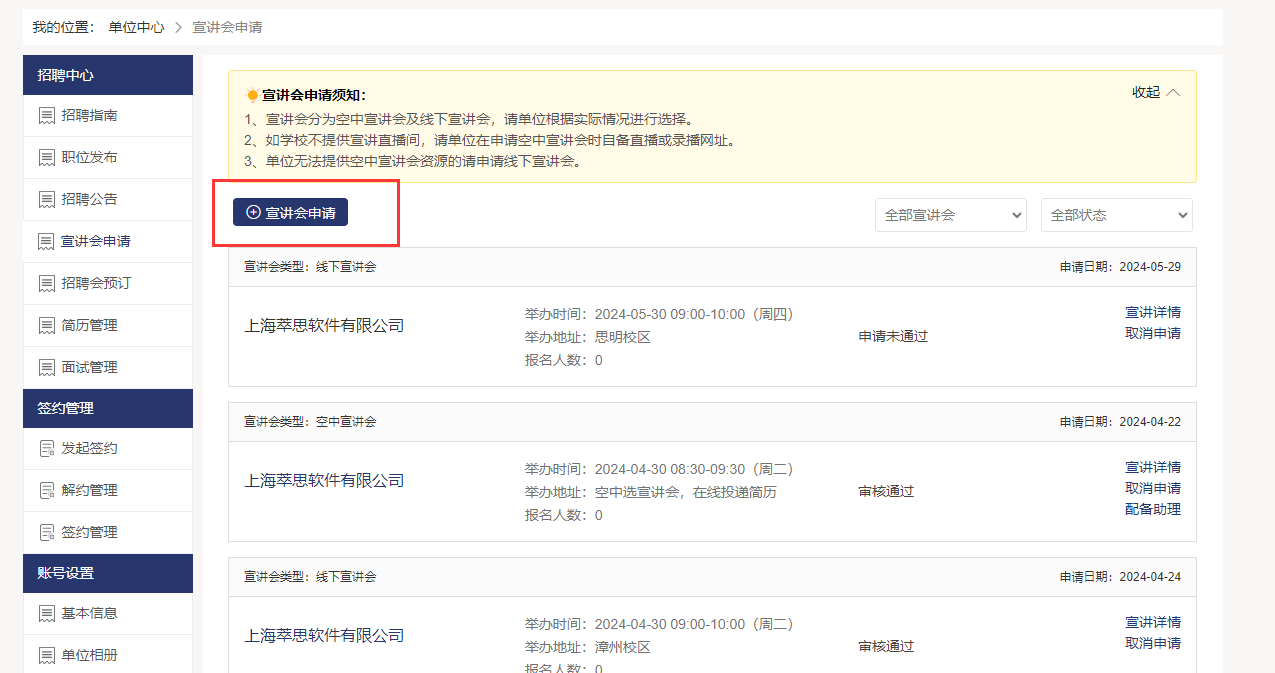 我的位置： 单位中心 > 宣讲会申请
招聘中心
招聘指南
职位发布
招聘公告
宣讲会申请
招聘会预订
简历管理
面试管理
签约管理
发起签约
解约管理
签约管理
账号设置
基本信息
单位相册
宣讲会申请须知：
收起
1、宣讲会分为空中宣讲会及线下宣讲会，请单位根据实际情况进行选择。
2、如学校不提供宣讲直播间，请单位在申请空中宣讲会时自备直播或录播网址。
3、单位无法提供空中宣讲会资源的请申请线下宣讲会。
宣讲会申请
全部宣讲会
全部状态
宣讲会类型：线下宣讲会
申请日期：2024-05-29
上海萃思软件有限公司
举办时间：2024-05-30 09:00-10:00（周四）
举办地址：思明校区
报名人数：0
申请未通过
宣讲详情
取消申请
宣讲会类型：空中宣讲会
申请日期：2024-04-22
上海萃思软件有限公司
举办时间：2024-04-30 08:30-09:30（周二）
举办地址：空中选宣讲会，在线投递简历
报名人数：0
审核通过
宣讲详情
取消申请
配备助理
宣讲会类型：线下宣讲会
申请日期：2024-04-24
上海萃思软件有限公司
举办时间：2024-04-30 09:00-10:00（周二）
举办地址：漳州校区
报名人数：0
审核通过
宣讲详情
取消申请